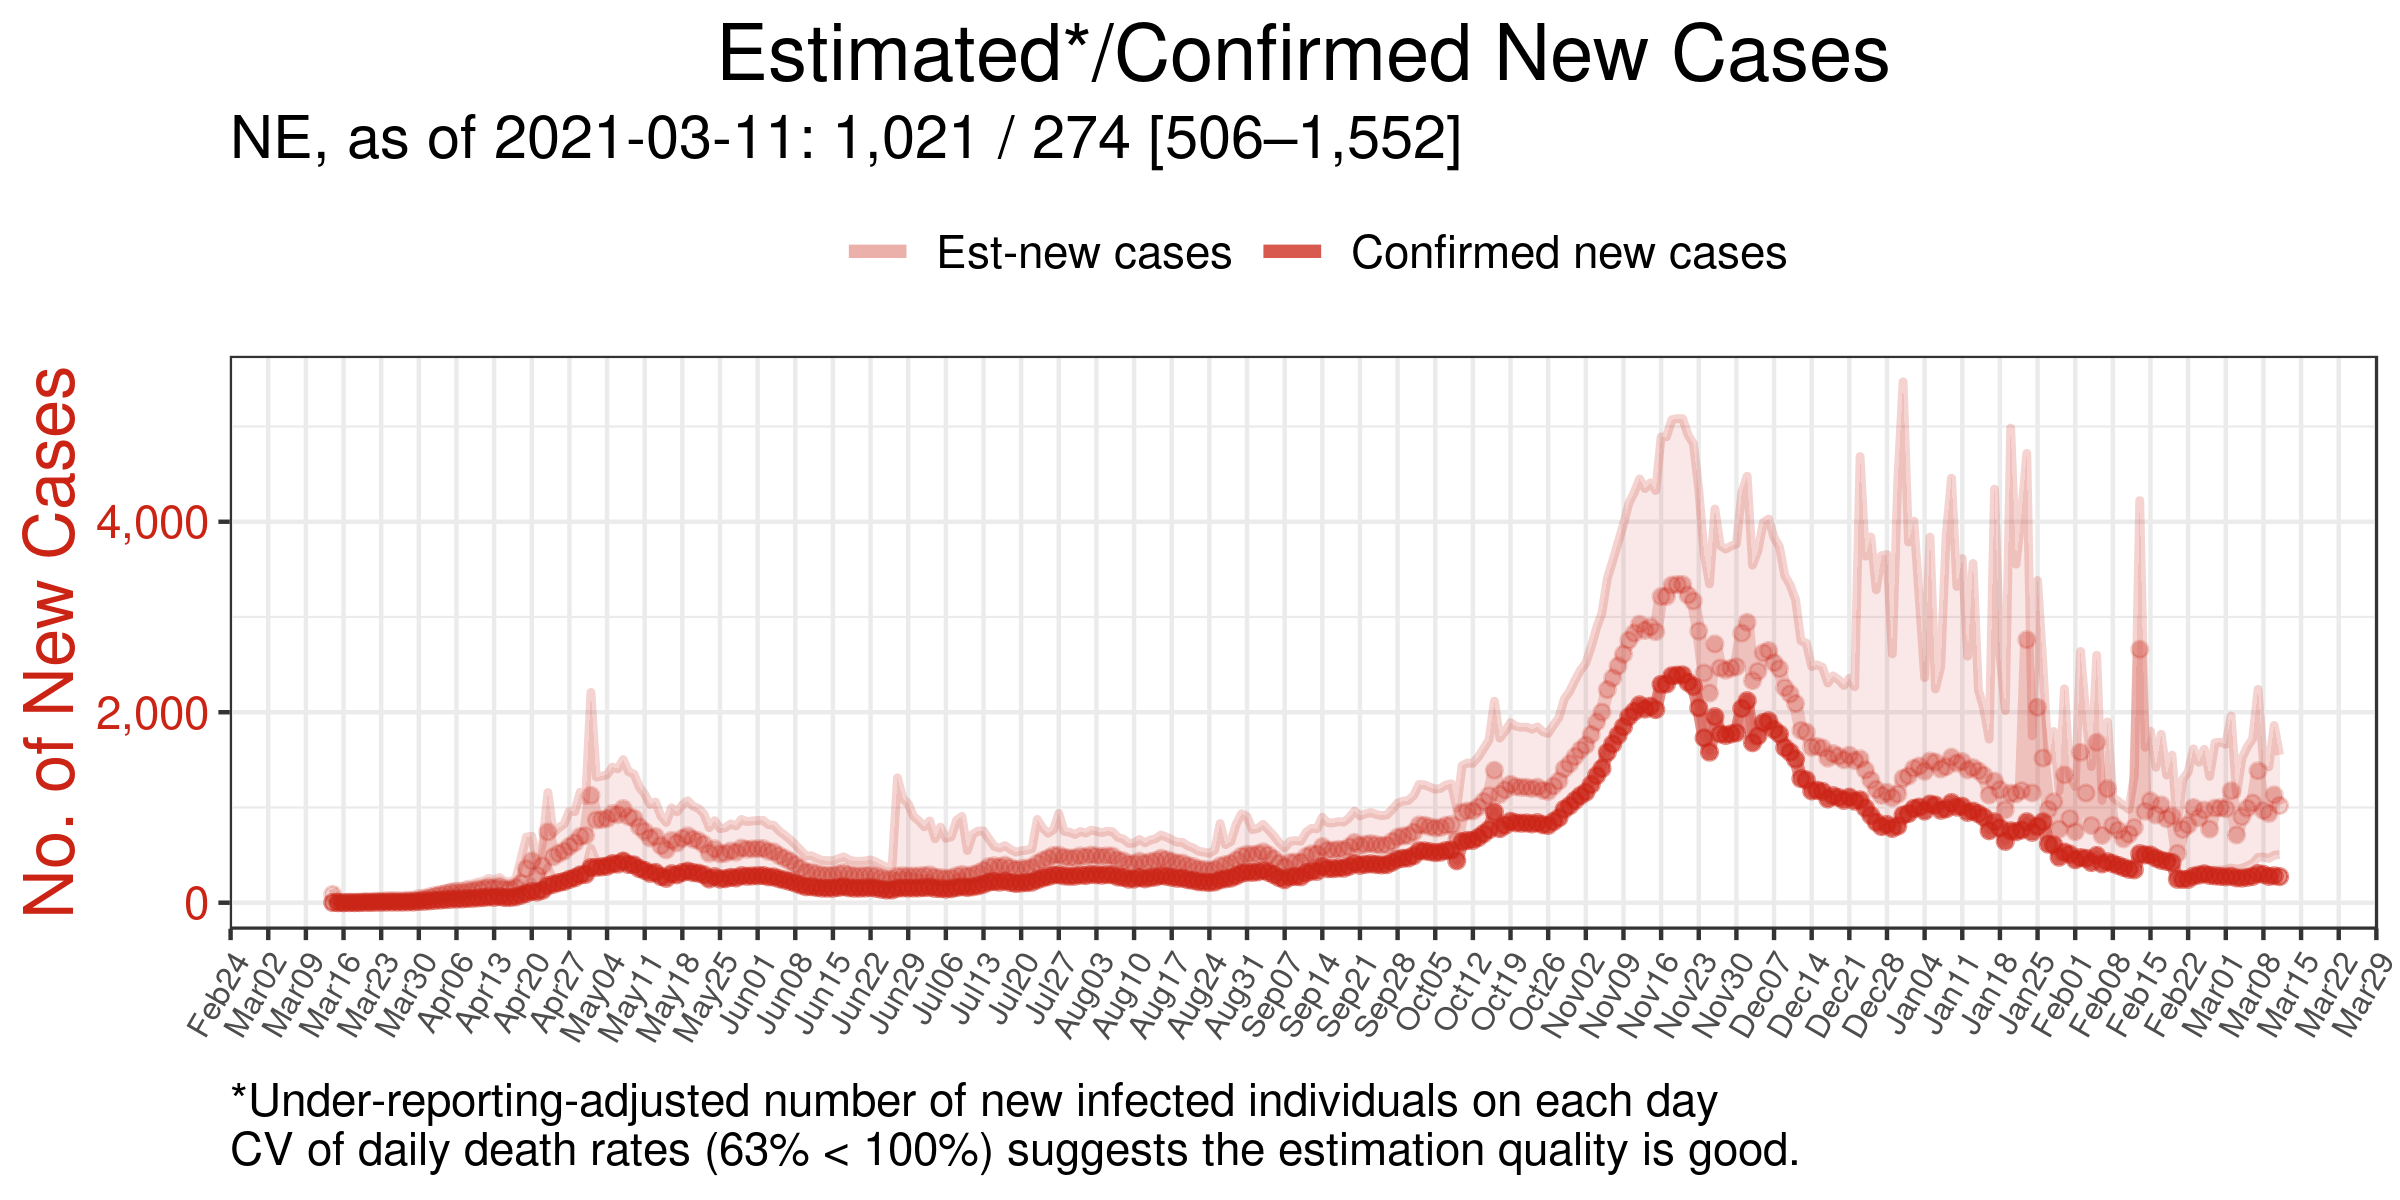 Estimated*/Confirmed New Cases
NE, as of 2021-03-11: 1,021 / 274 [506–1,552]
Est-new cases
Confirmed new cases
No. of New Cases
4,000
2,000
0
Feb24
Mar02
Mar09
Mar16
Mar23
Mar30
Apr06
Apr13
Apr20
Apr27
May04
May11
May18
May25
Jun01
Jun08
Jun15
Jun22
Jun29
Jul06
Jul13
Jul20
Jul27
Aug03
Aug10
Aug17
Aug24
Aug31
Sep07
Sep14
Sep21
Sep28
Oct05
Oct12
Oct19
Oct26
Nov02
Nov09
Nov16
Nov23
Nov30
Dec07
Dec14
Dec21
Dec28
Jan04
Jan11
Jan18
Jan25
Feb01
Feb08
Feb15
Feb22
Mar01
Mar08
Mar15
Mar22
Mar29
*Under-reporting-adjusted number of new infected individuals on each day
CV of daily death rates (63% < 100%) suggests the estimation quality is good.